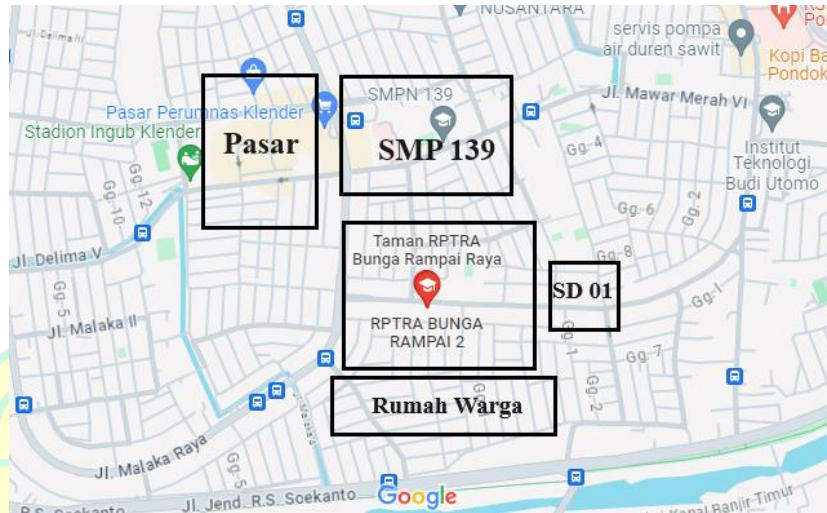 NUSANTARA
servis pompa
air duren sawit
Kopi Ba
Pondok
Jl. Delima III
Pasar Perumnas Klender
Stadion Ingub Klender
Pasar
SMPN 139
SMP 139
Jl. Mawar Merah VI
Institut
Teknologi
Budi Utomo
Gg. 4
Gg. 2
Gg. 6
Gg. 8
Gg. 12
Gg. 10
Jl. Delima V
Taman RPTRA
Bunga Rampai Raya
SD 01
Gg. 5
Jl. Malaka II
RPTRA BUNGA
RAMPAI 2
Gg. 1
Gg. 7
Gg. 2
Rumah Warga
Jl. Malaka Raya
Gg. 5
Jl. Jend. R.S. Soekanto
Google
Kanal Banjir Timur